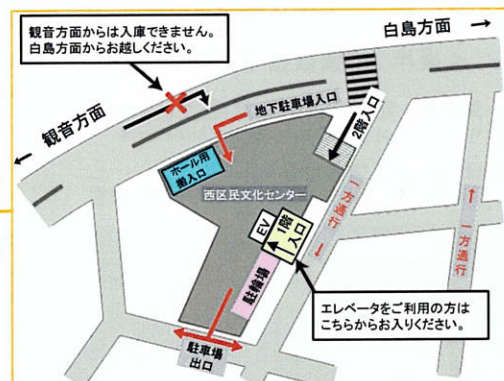 観音方面からは入庫できません。
白島方面からお越しください。
白島方面
観音方面
地下駐車場入口
2階入口
ホール用
搬入口
西区民文化センター
一方通行
一方通行
EV
1階
入口
駐輪場
エレベータをご利用の方は
こちらからお入りください。
駐車場
出口